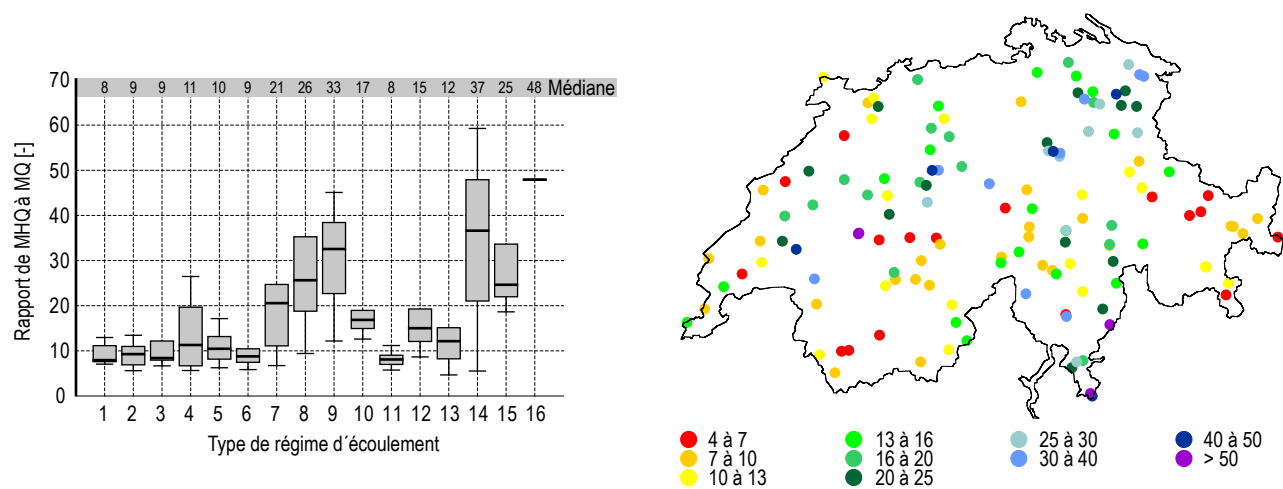 70
8 9 9 11 10 9 21 26 33 17 8 15 12 37 25 48 Médiane
60
50
40
30
20
10
0
Rapport de MHQ à MQ [-]
1 2 3 4 5 6 7 8 9 10 11 12 13 14 15 16
Type de régime d´écoulement
4 à 7
7 à 10
10 à 13
13 à 16
16 à 20
20 à 25
25 à 30
30 à 40
40 à 50
> 50